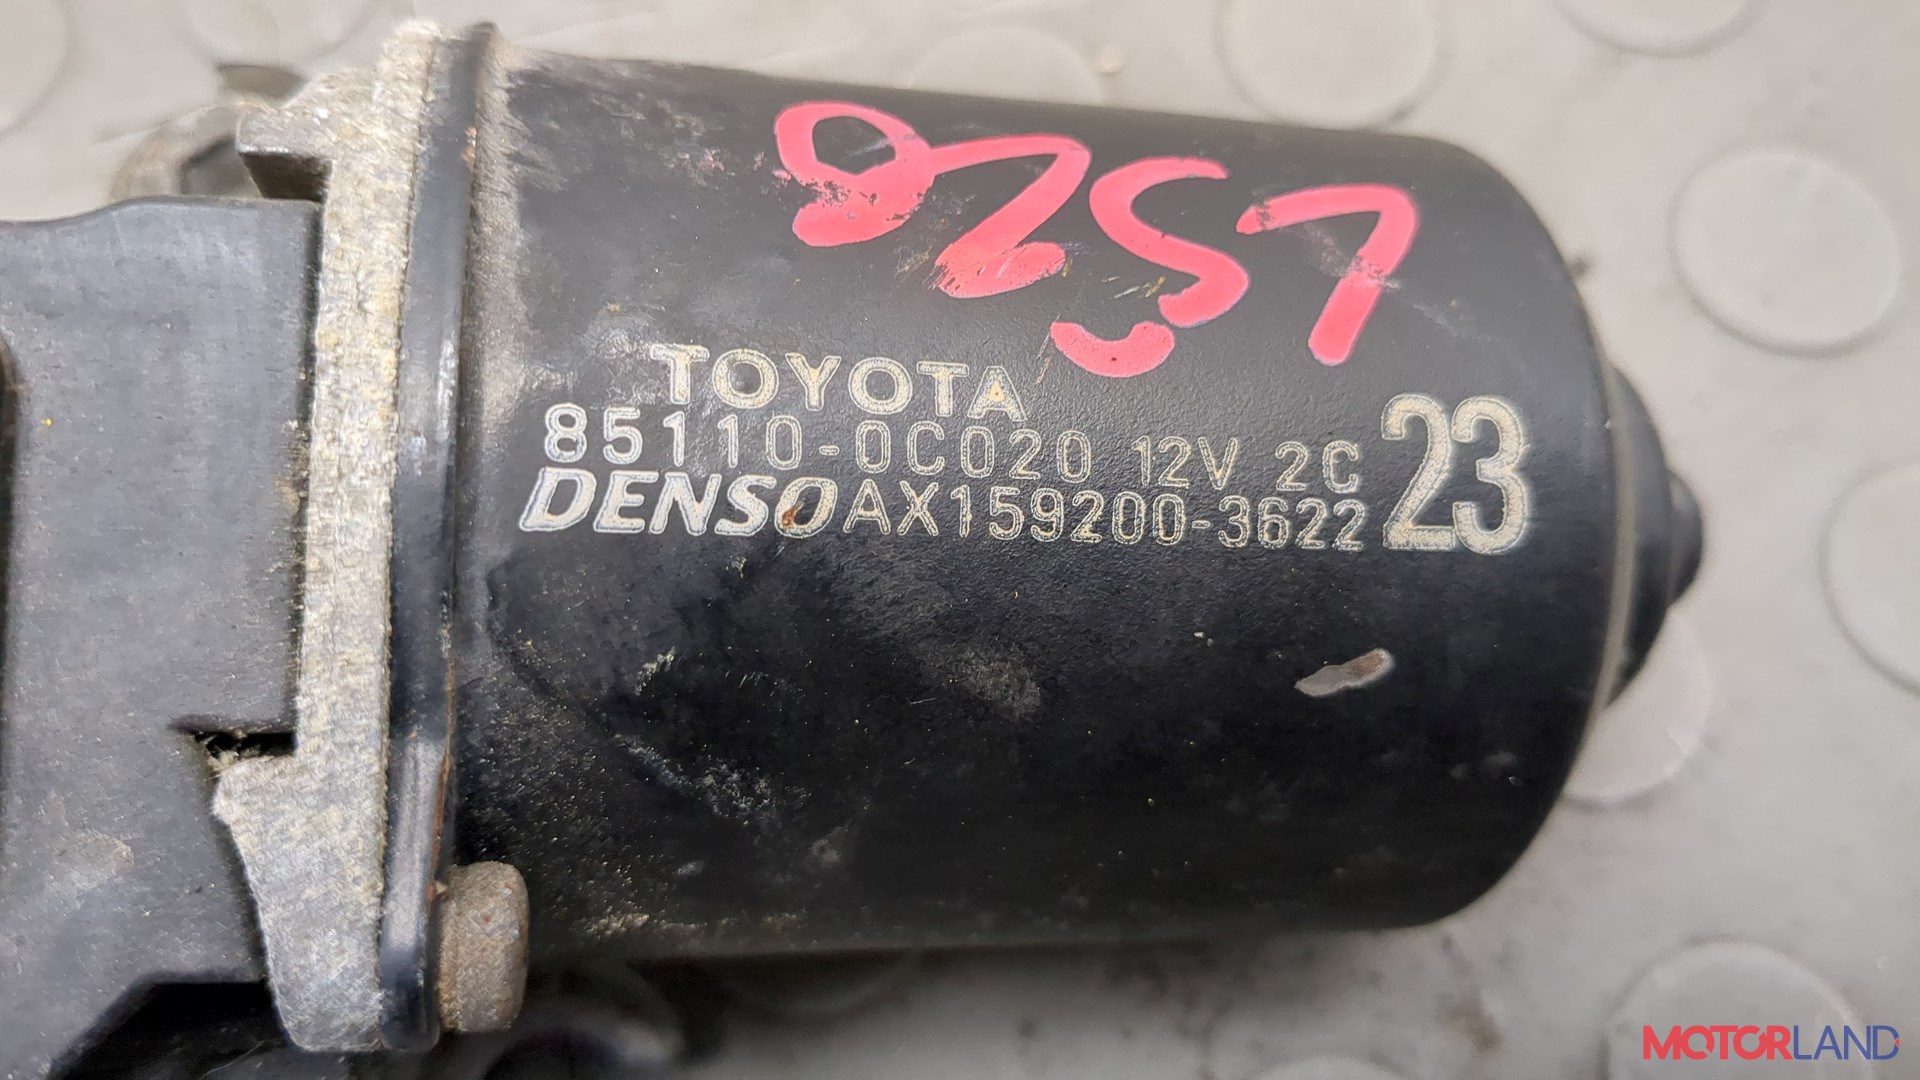 9257
TOYOTA
85110-0C020 12V 2C 23
DENSO AX159200-3622
MOTORLAND